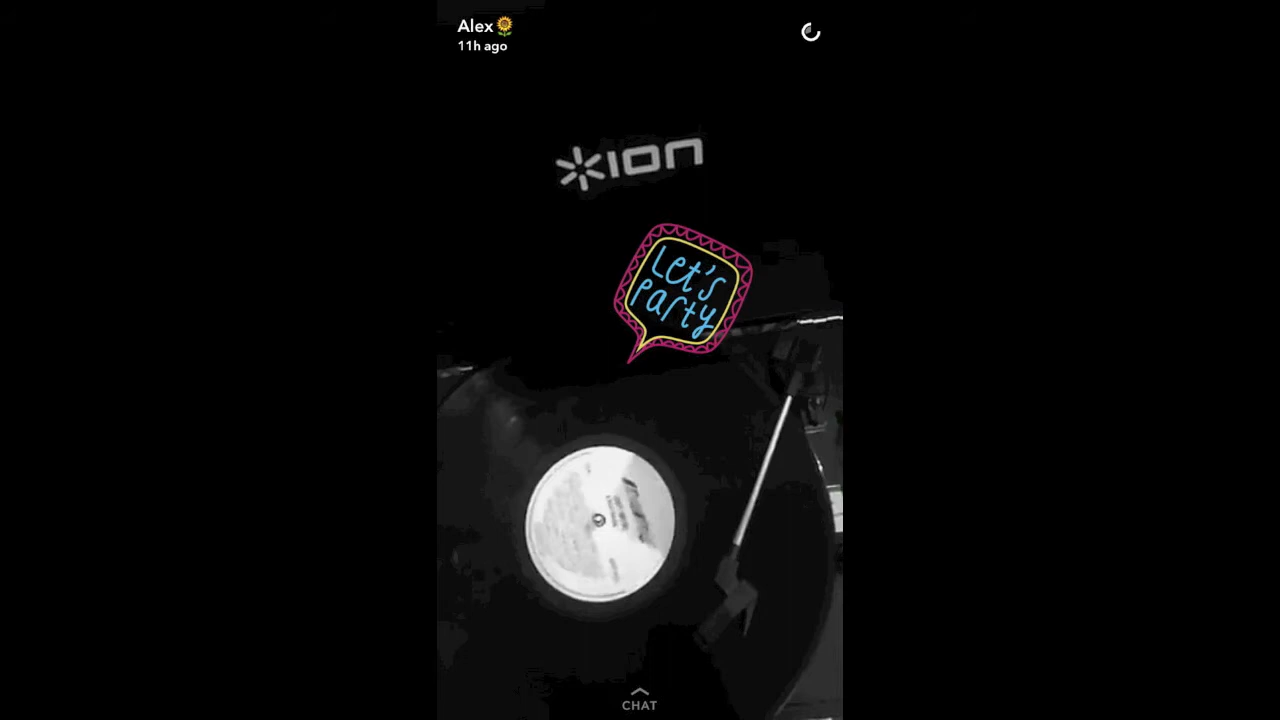 Alex🌻
11h ago
ion
Let's
party
CHAT